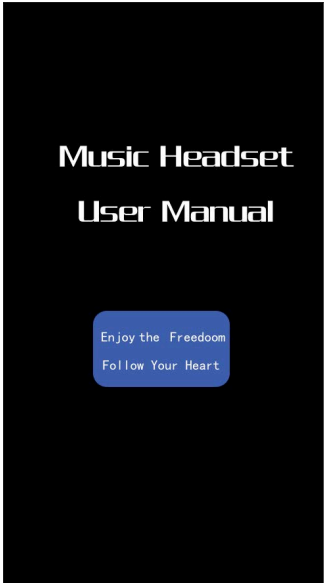 Music Headset
User Manual
Enjoy the Freedoom
Follow Your Heart